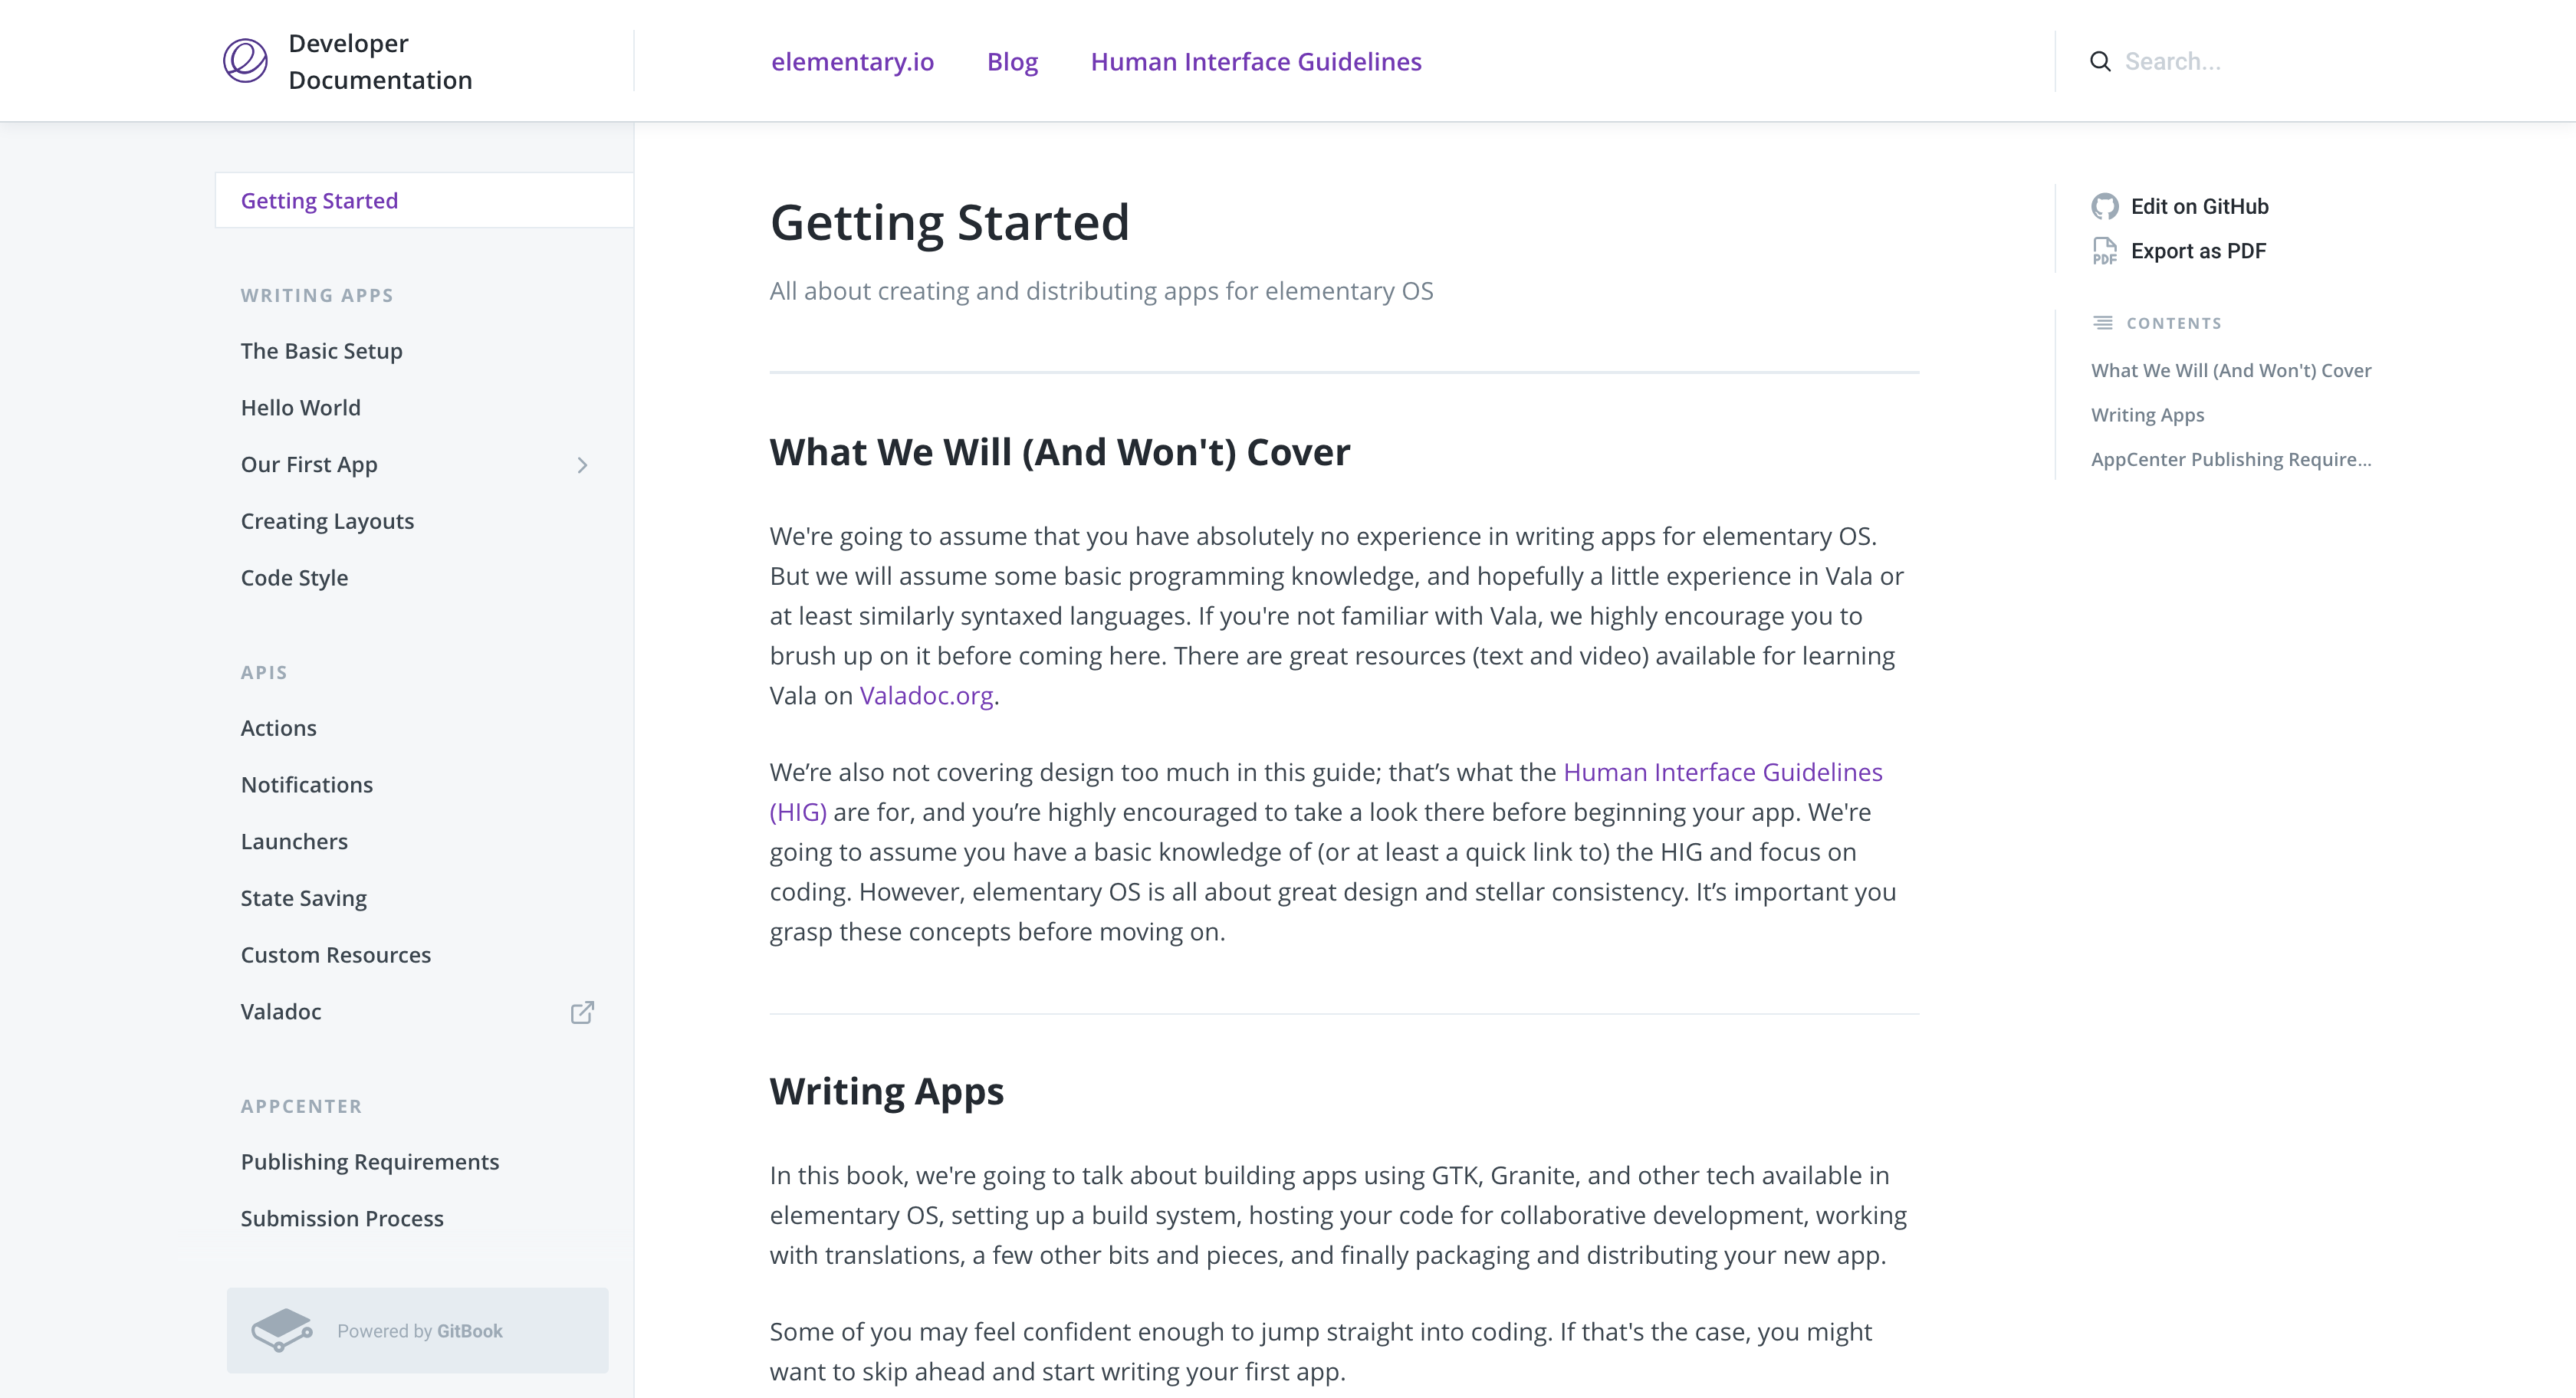 Developer
Documentation
elementary.io
Blog
Human Interface Guidelines
Search...
Getting Started
WRITING APPS
The Basic Setup
Hello World
Our First App
Creating Layouts
Code Style
APIS
Actions
Notifications
Launchers
State Saving
Custom Resources
Valadoc
APPCENTER
Publishing Requirements
Submission Process
Powered by GitBook
Getting Started
All about creating and distributing apps for elementary OS
What We Will (And Won't) Cover
We're going to assume that you have absolutely no experience in writing apps for elementary OS.
But we will assume some basic programming knowledge, and hopefully a little experience in Vala or
at least similarly syntaxed languages. If you're not familiar with Vala, we highly encourage you to
brush up on it before coming here. There are great resources (text and video) available for learning
Vala on Valadoc.org.
We’re also not covering design too much in this guide; that’s what the Human Interface Guidelines
(HIG) are for, and you’re highly encouraged to take a look there before beginning your app. We're
going to assume you have a basic knowledge of (or at least a quick link to) the HIG and focus on
coding. However, elementary OS is all about great design and stellar consistency. It’s important you
grasp these concepts before moving on.
Writing Apps
In this book, we're going to talk about building apps using GTK, Granite, and other tech available in
elementary OS, setting up a build system, hosting your code for collaborative development, working
with translations, a few other bits and pieces, and finally packaging and distributing your new app.
Some of you may feel confident enough to jump straight into coding. If that's the case, you might
want to skip ahead and start writing your first app.
Edit on GitHub
PDF
Export as PDF
CONTENTS
What We Will (And Won't) Cover
Writing Apps
AppCenter Publishing Require...